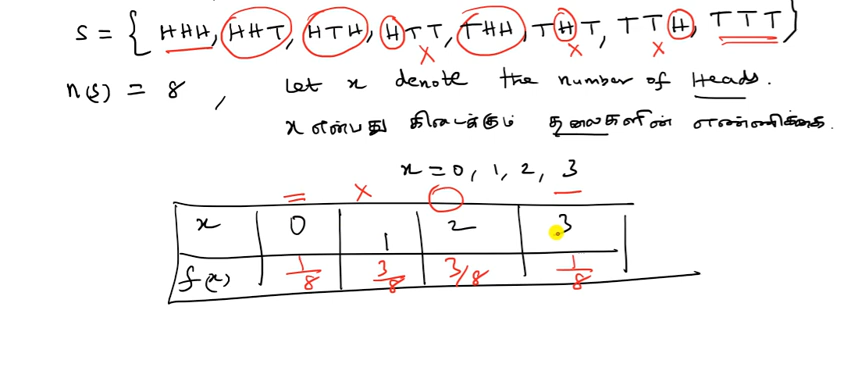 S = { HHH, HHT, HTH, HTT, THH, THT, TTH, TTT }
n(s) = 8 , Let x denote the number of Heads.
x என்பது கிடைக்கும் தலைகளின் எண்ணிக்கை.
x = 0, 1, 2, 3
x 0 1 2 3
f(x) 1/8 3/8 3/8 1/8